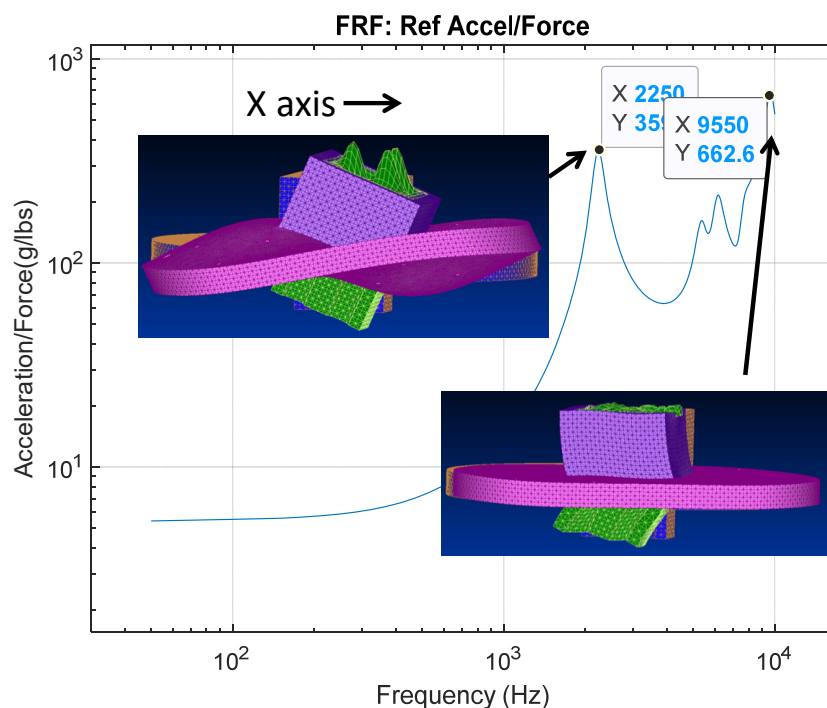 FRF: Ref Accel/Force
10³
X axis
X 2250
Y 359
X 9550
Y 662.6
10²
10¹
Acceleration/Force(g/lbs)
10²
10³
10⁴
Frequency (Hz)